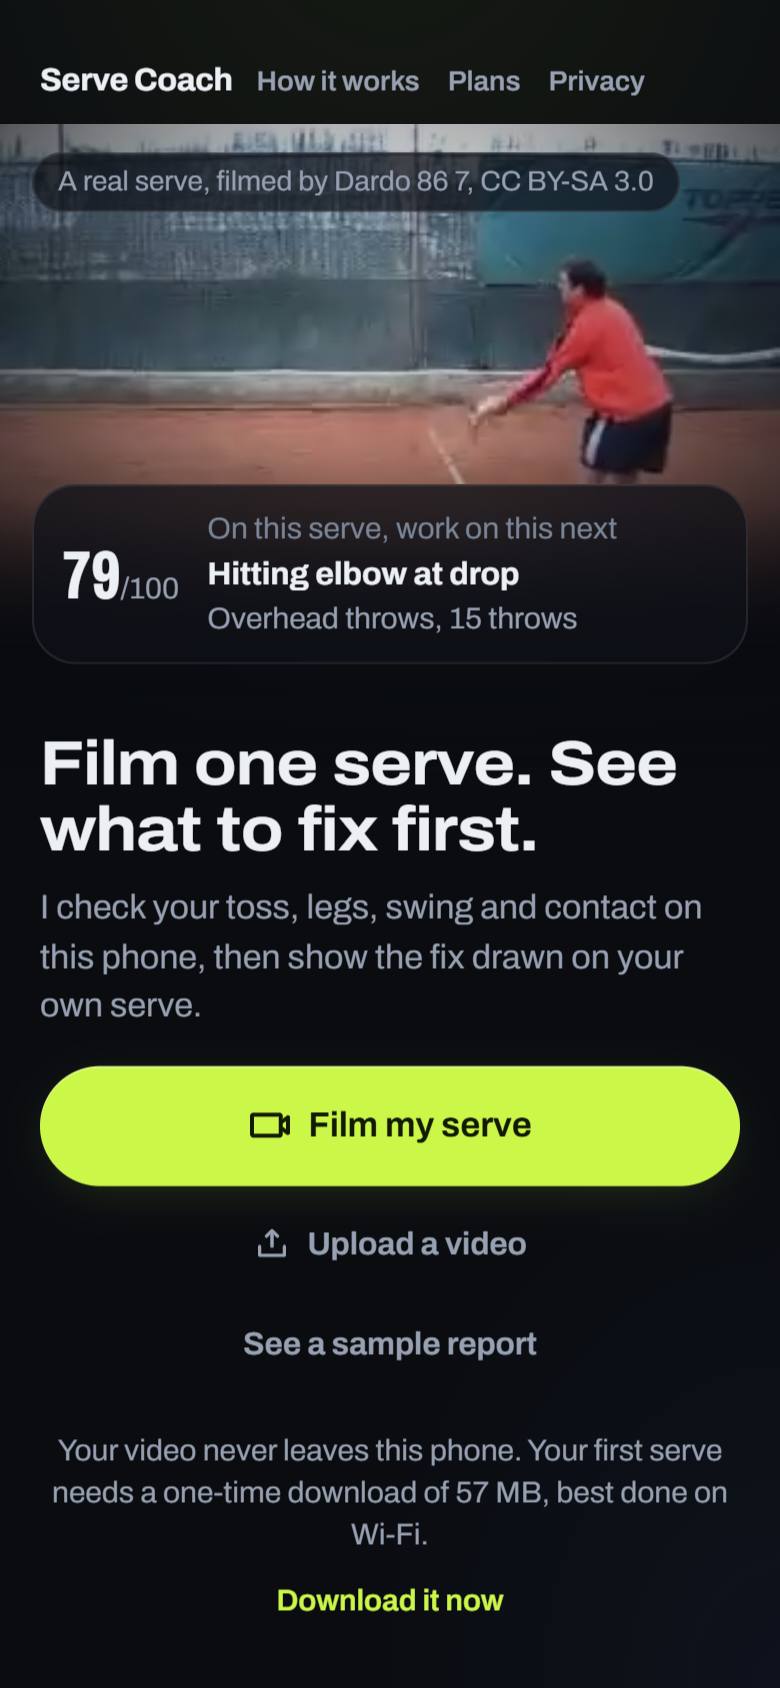 Serve Coach How it works Plans Privacy
A real serve, filmed by Dardo 86 7, CC BY-SA 3.0
79/100
On this serve, work on this next
Hitting elbow at drop
Overhead throws, 15 throws
Film one serve. See
what to fix first.
I check your toss, legs, swing and contact on
this phone, then show the fix drawn on your
own serve.
Film my serve
Upload a video
See a sample report
Your video never leaves this phone. Your first serve
needs a one-time download of 57 MB, best done on
Wi-Fi.
Download it now